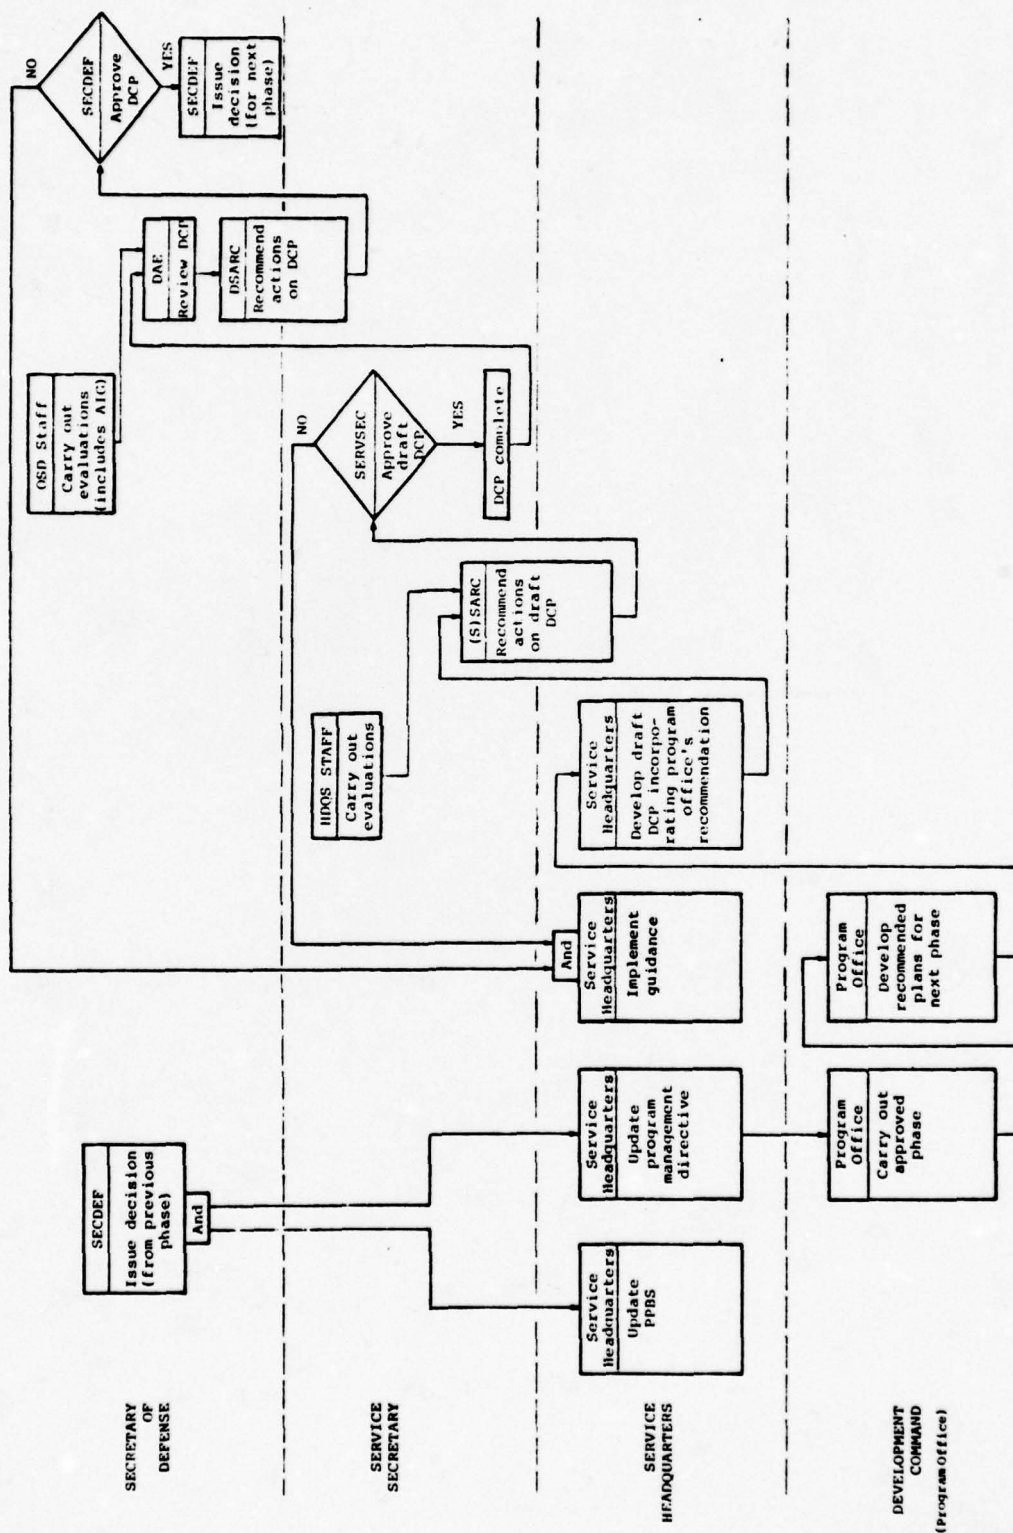 SECRETARY
OF
DEFENSE
SECDEF
Issue decision
(from previous
phase)
And
OSD Staff
Carry out
evaluations
(includes AIG)
DAE
Review DCP
DSARC
Recommend
actions
on DCP
SECDEF
Approve
DCP
NO
YES
SECDEF
Issue
decision
(for next
phase)
SERVICE
SECRETARY
HDQS STAFF
Carry out
evaluations
(S)SARC
Recommend
actions
on draft
DCP
SERVSEC
Approve
draft
DCP
NO
YES
DCP complete
SERVICE
HEADQUARTERS
Service
Headquarters
Update
PPBS
Service
Headquarters
Update
program
management
directive
And
Service
Headquarters
Implement
guidance
Service
Headquarters
Develop draft
DCP incorpo-
rating program
office's
recommendation
DEVELOPMENT
COMMAND
(Program Office)
Program
Office
Carry out
approved
phase
Program
Office
Develop
recommended
plans for
next phase